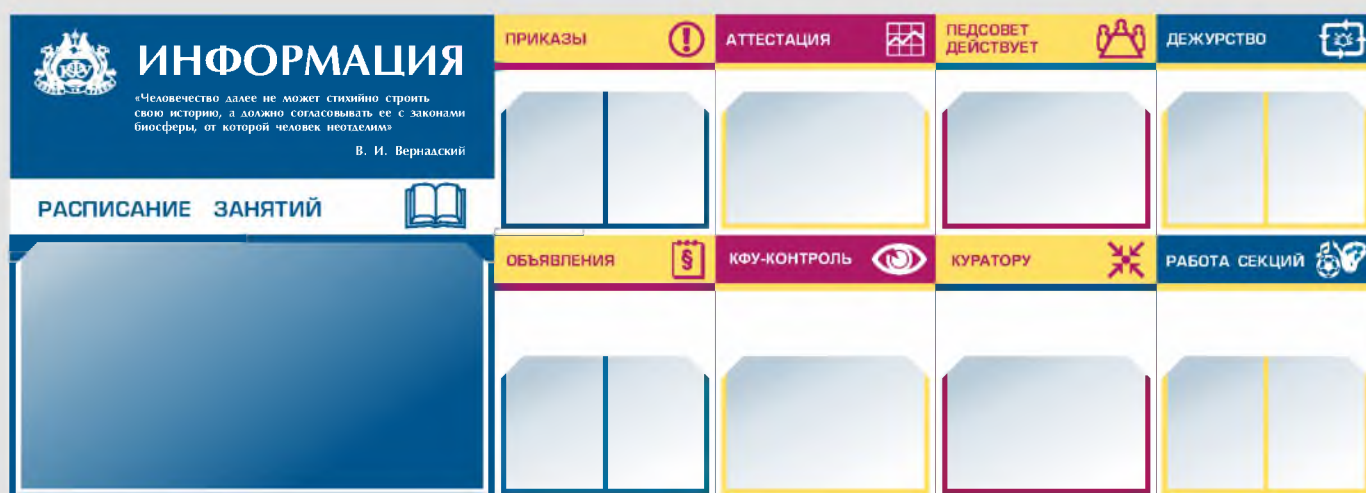 ИНФОРМАЦИЯ
«Человечество далее не может стихийно строить
свою историю, а должно согласовывать ее с законами
биосферы, от которой человек неотделим»
В. И. Вернадский
КФУ
РАСПИСАНИЕ ЗАНЯТИЙ
ПРИКАЗЫ
АТТЕСТАЦИЯ
ПЕДСОВЕТ
ДЕЙСТВУЕТ
ДЕЖУРСТВО
ОБЪЯВЛЕНИЯ
§
КФУ-КОНТРОЛЬ
КУРАТОРУ
РАБОТА СЕКЦИЙ